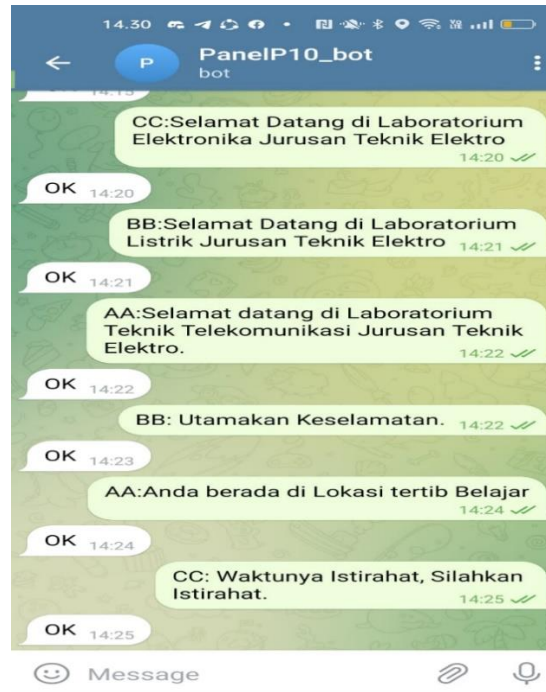 14.30
P
PanelP10_bot
bot
14:15
CC:Selamat Datang di Laboratorium
Elektronika Jurusan Teknik Elektro
14:20
OK 14:20
BB:Selamat Datang di Laboratorium
Listrik Jurusan Teknik Elektro 14:21
OK 14:21
AA:Selamat datang di Laboratorium
Teknik Telekomunikasi Jurusan Teknik
Elektro.
14:22
OK 14:22
BB: Utamakan Keselamatan. 14:22
OK 14:23
AA:Anda berada di Lokasi tertib Belajar
14:24
OK 14:24
CC: Waktunya Istirahat, Silahkan
Istirahat.
14:25
OK 14:25
Message